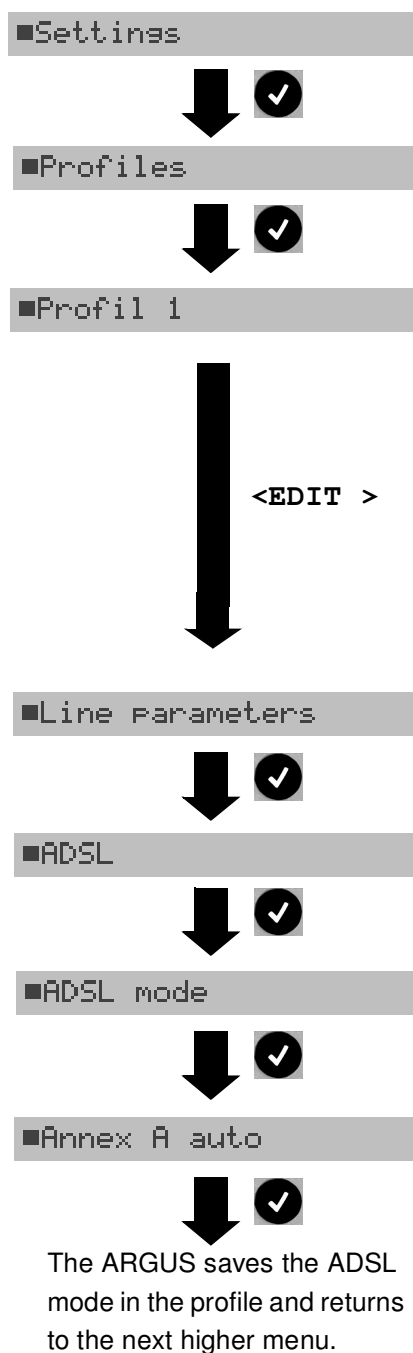 ■Settings
■Profiles
■Profil 1
<EDIT >
■Line parameters
■ADSL
■ADSL mode
■Annex A auto
The ARGUS saves the ADSL
mode in the profile and returns
to the next higher menu.